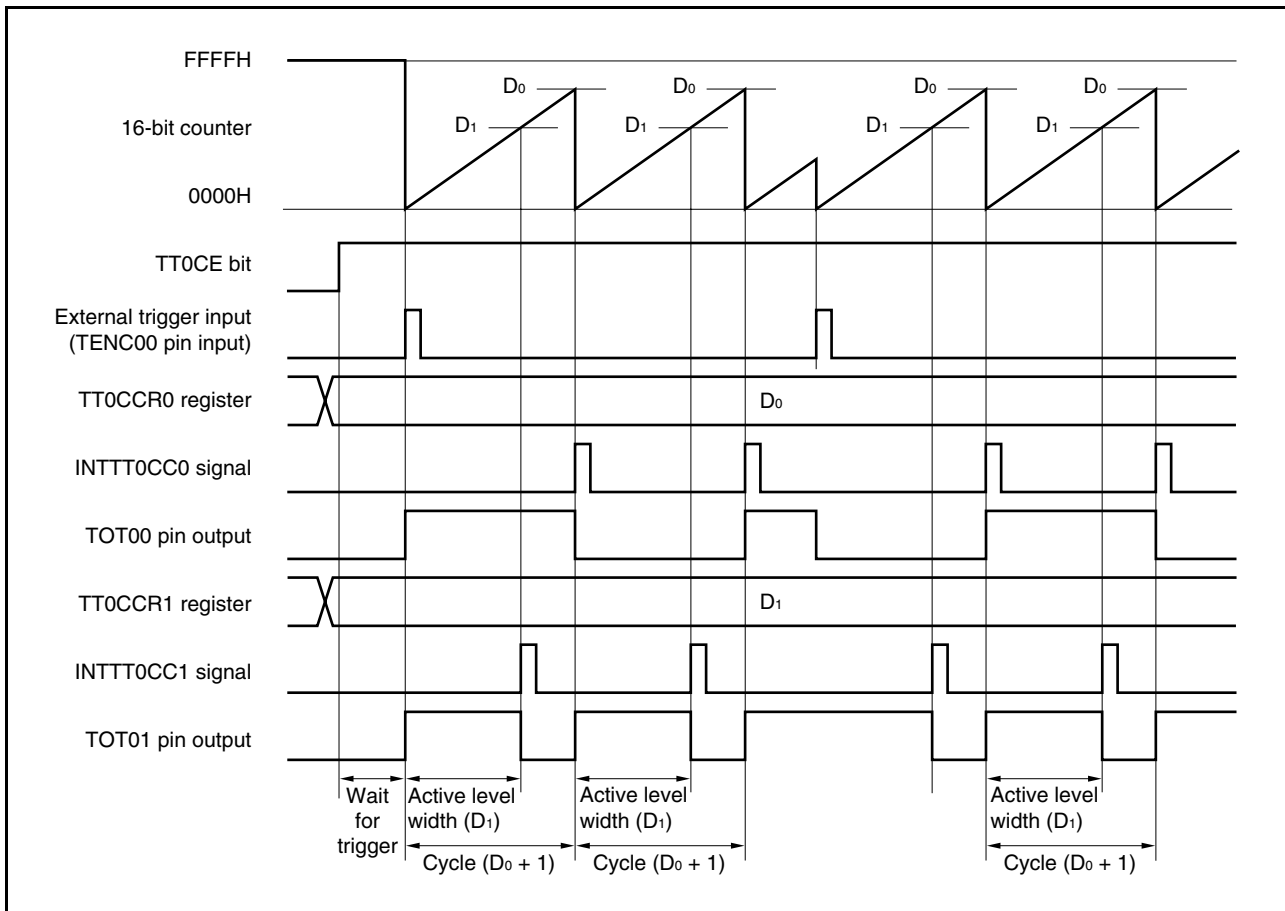 FFFFH
D₀
D₀
D₀
D₀
16-bit counter
D₁
D₁
D₁
D₁
0000H
TT0CE bit
External trigger input
(TENC00 pin input)
TT0CCR0 register
D₀
INTTT0CC0 signal
TOT00 pin output
TT0CCR1 register
D₁
INTTT0CC1 signal
TOT01 pin output
Wait
for
trigger
Active level
width (D₁)
Active level
width (D₁)
Active level
width (D₁)
Cycle (D₀ + 1)
Cycle (D₀ + 1)
Cycle (D₀ + 1)